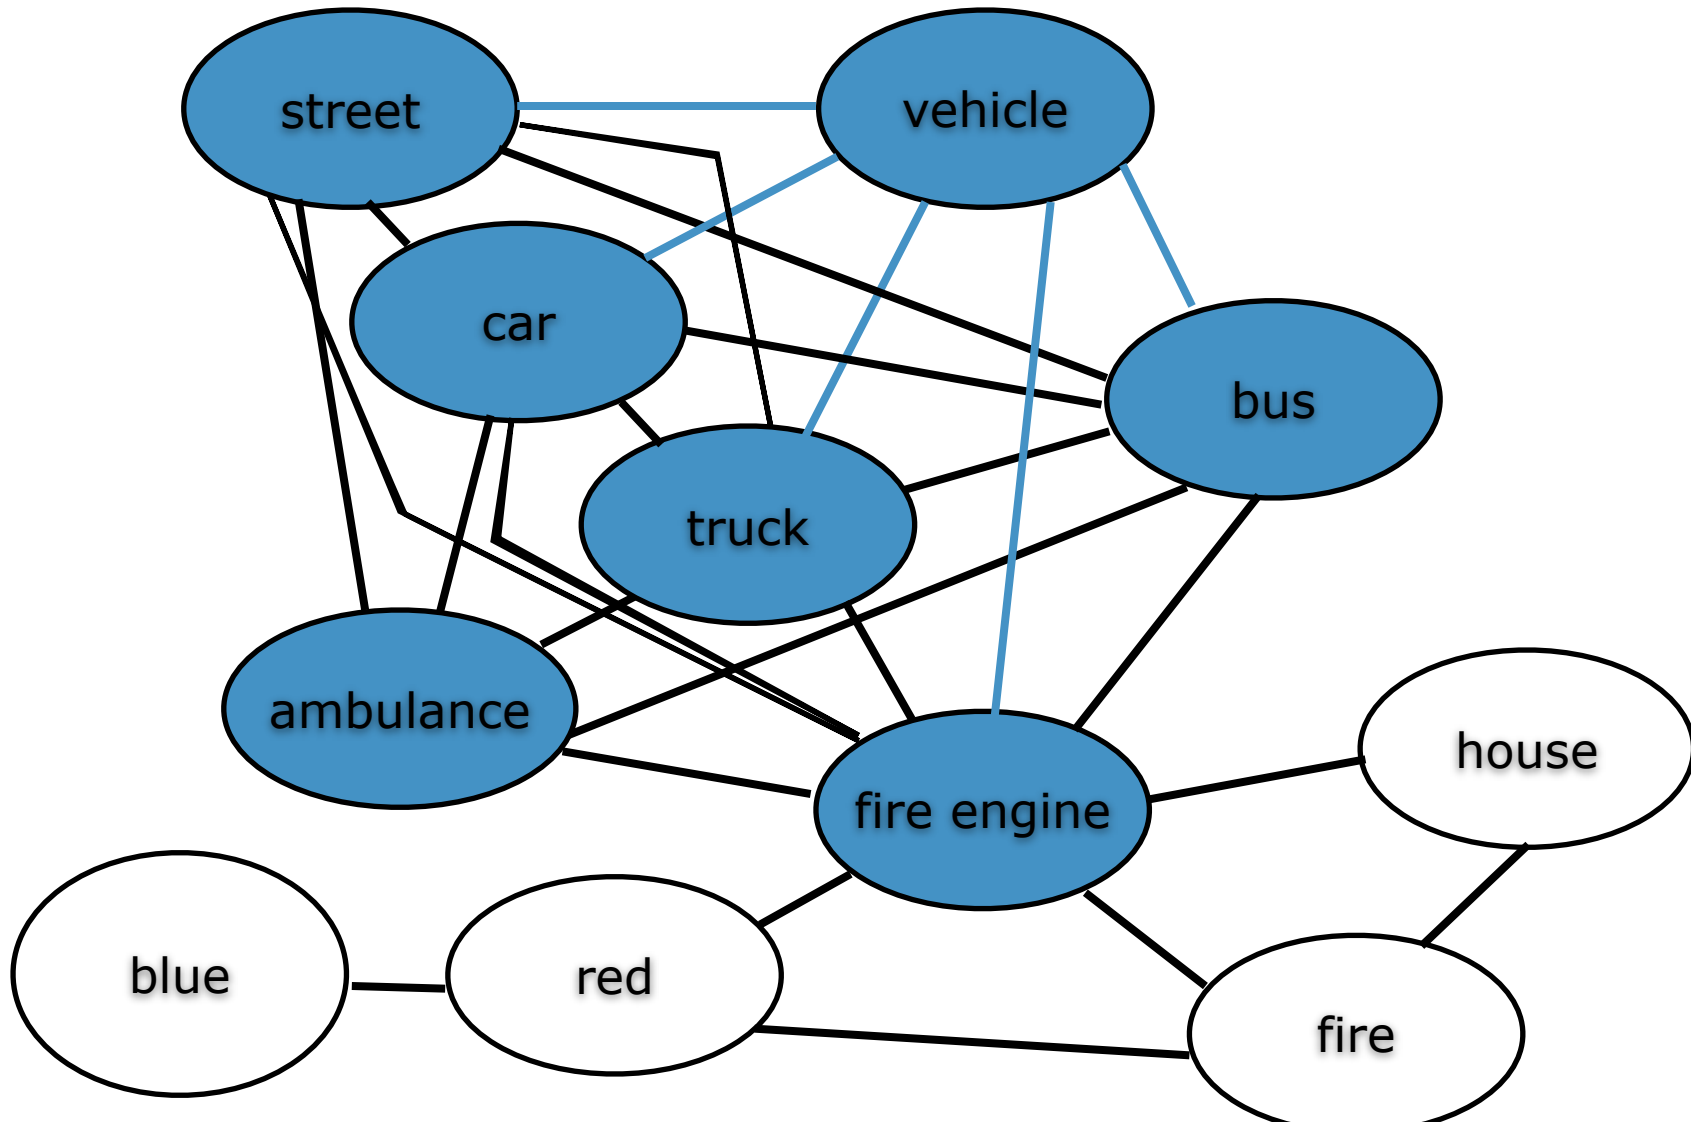 street
vehicle
car
bus
truck
ambulance
house
fire engine
blue
red
fire